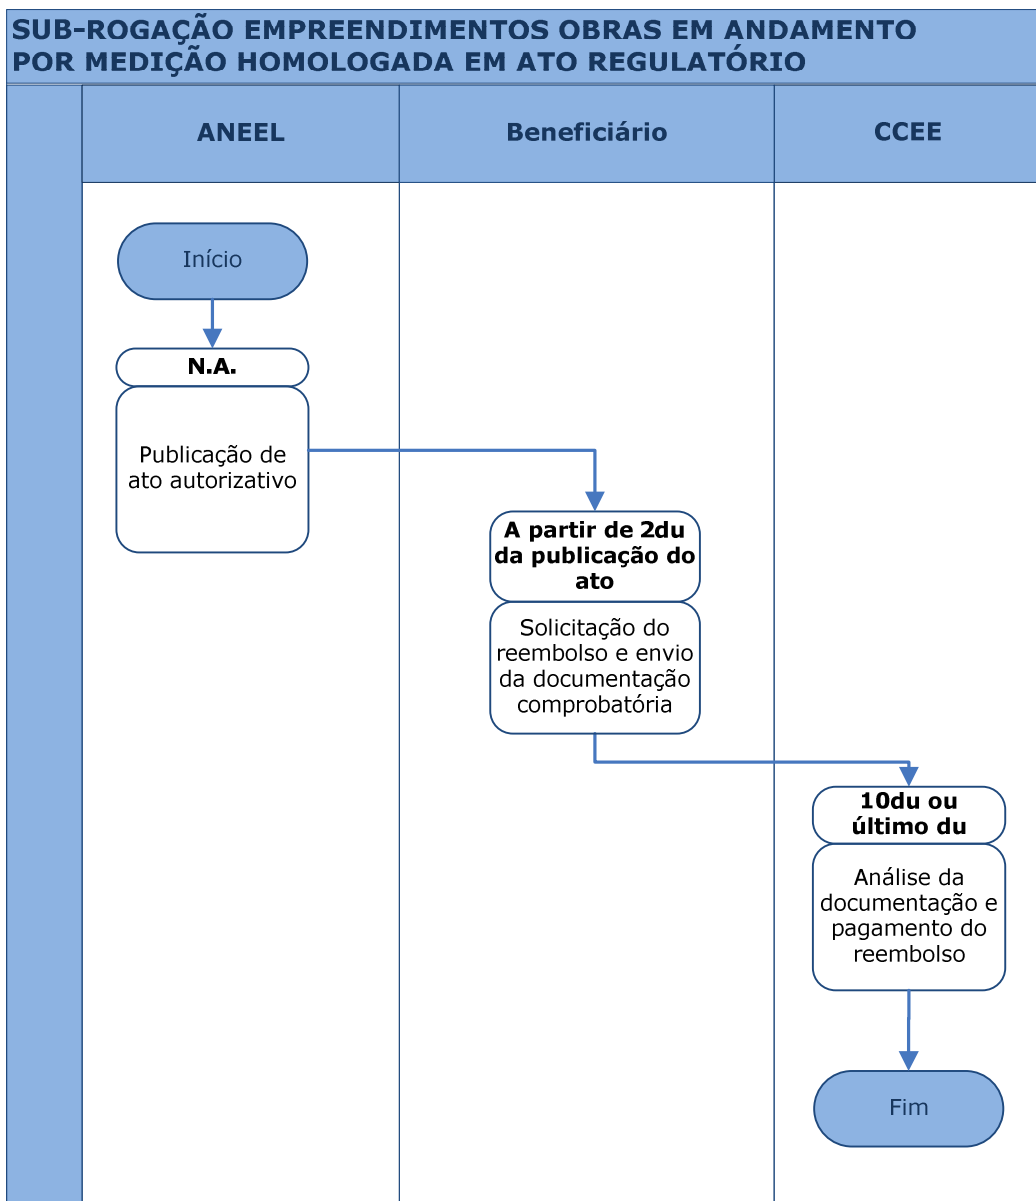 SUB-ROGAÇÃO EMPREENDIMENTOS OBRAS EM ANDAMENTO
POR MEDIÇÃO HOMOLOGADA EM ATO REGULATÓRIO
ANEEL
Beneficiário
CCEE
Início
N.A.
Publicação de
ato autorizativo
A partir de 2du
da publicação do
ato
Solicitação do
reembolso e envio
da documentação
comprobatória
10du ou
último du
Análise da
documentação e
pagamento do
reembolso
Fim